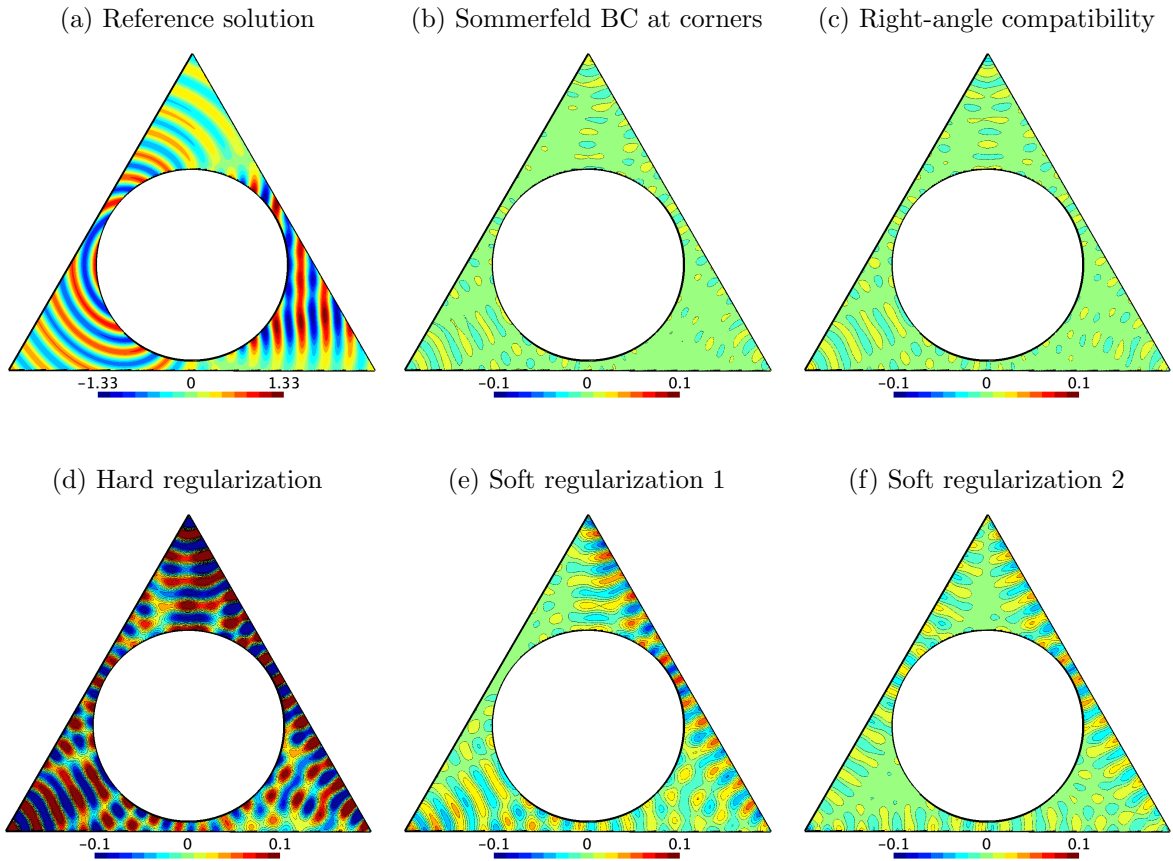 (a) Reference solution
(b) Sommerfeld BC at corners
(c) Right-angle compatibility
−1.33 0 1.33
−0.1 0 0.1
−0.1 0 0.1
(d) Hard regularization
(e) Soft regularization 1
(f) Soft regularization 2
−0.1 0 0.1
−0.1 0 0.1
−0.1 0 0.1